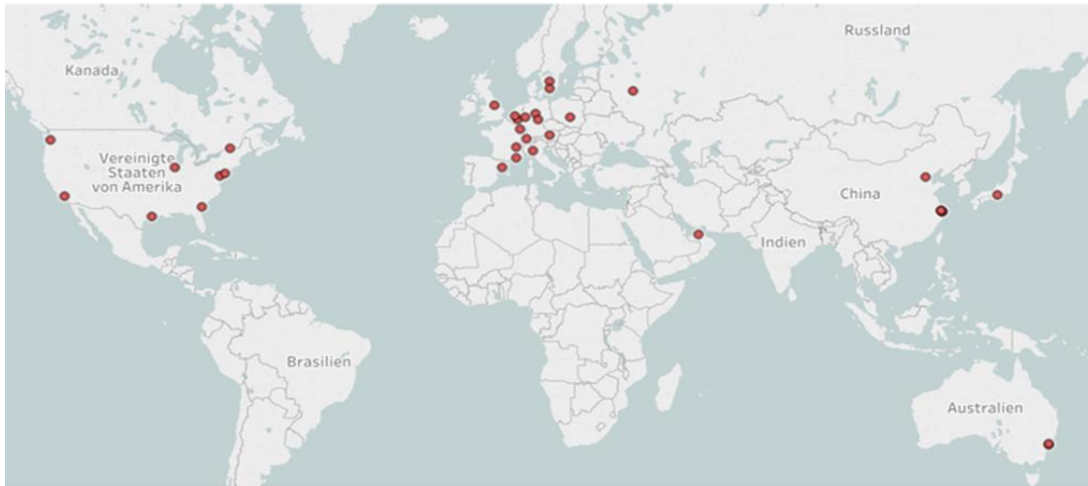 Russland
Kanada
Vereinigte
Staaten
von Amerika
China
Indien
Brasilien
Australien